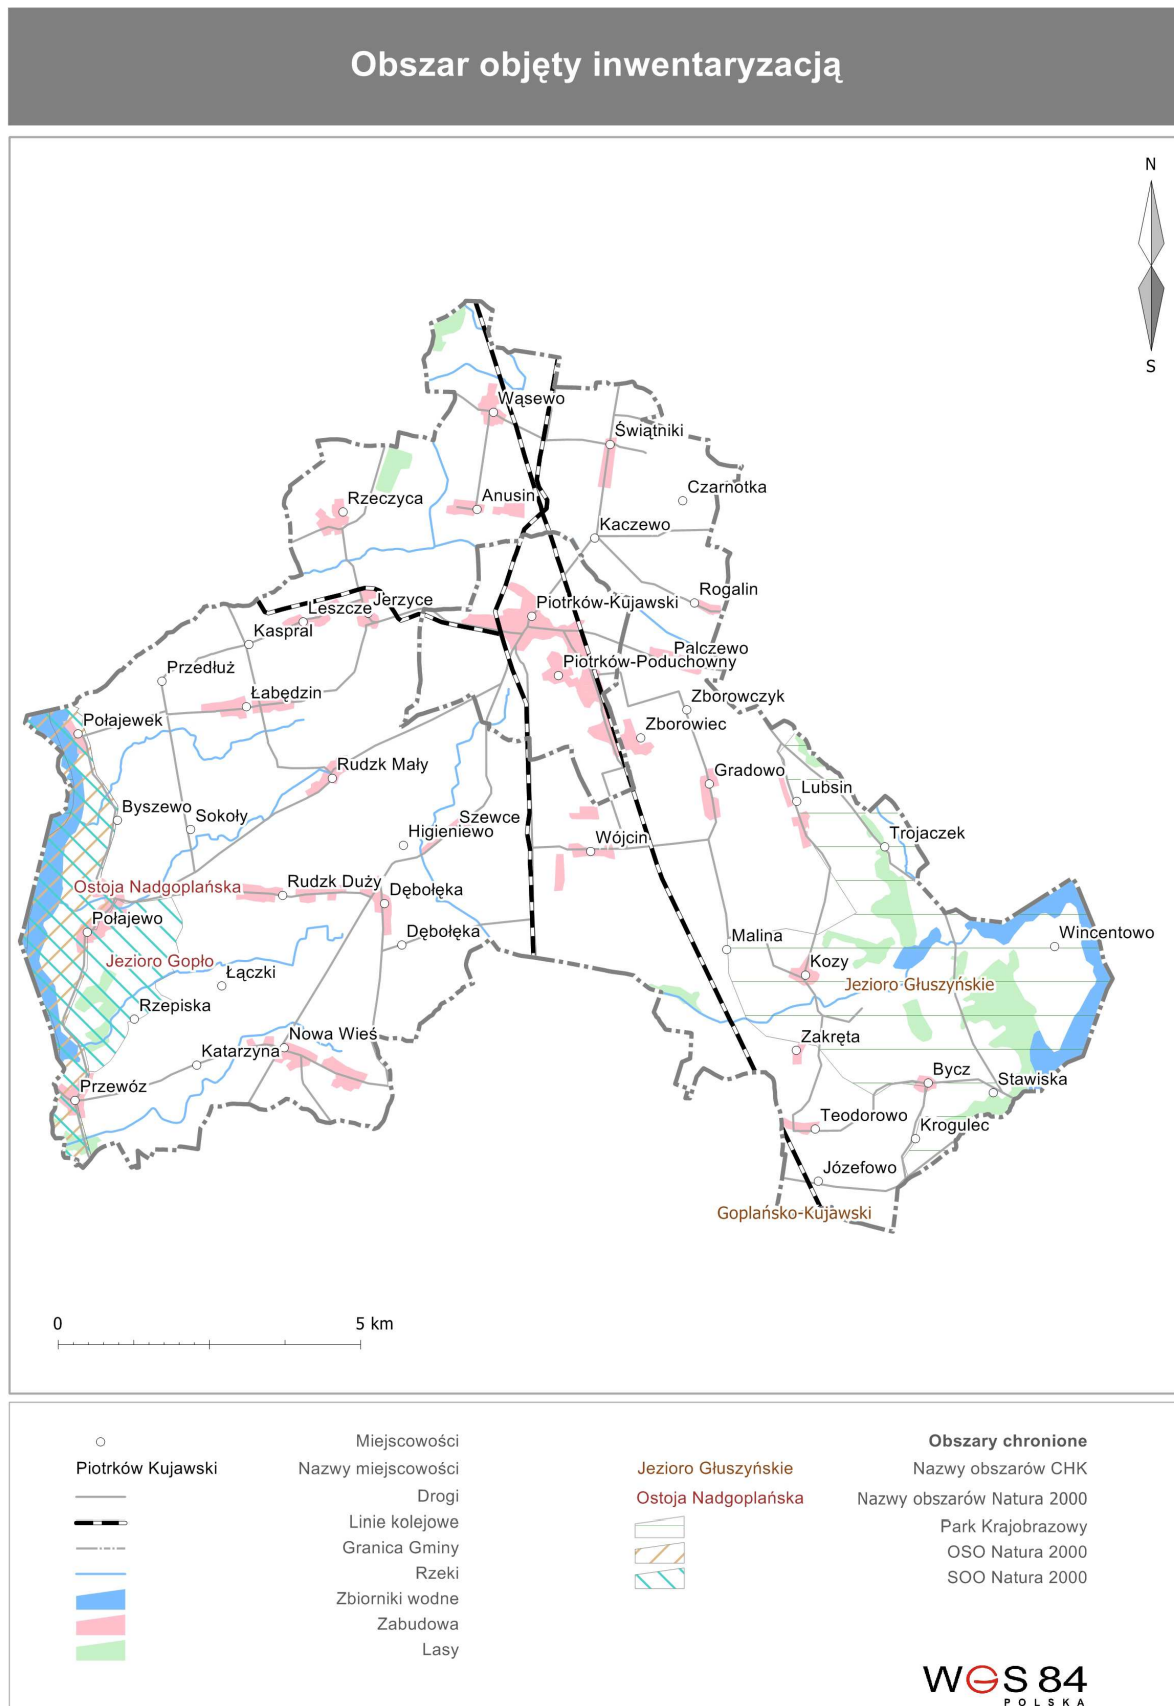 Obszar objęty inwentaryzacją
N
S
Wąsewo
Świątniki
Czarnotka
Rzeczyca
Anusin
Kaczewo
Rogalin
Jerzyce
Leszcze
Piotrków-Kujawski
Kaspral
Palczewo
Piotrków-Poduchowny
Przedłuż
Łabędzin
Zborowczyk
Połajewek
Zborowiec
Rudzk Mały
Gradowo
Lubsin
Byszewo
Sokoły
Szewce
Higieniewo
Wójcin
Trojaczek
Ostoja Nadgoplańska
Rudzk Duży
Dębołęka
Połajewo
Dębołęka
Malina
Wincentowo
Jezioro Gopło
Kozy
Łączki
Jezioro Głuszyńskie
Rzepiska
Nowa Wieś
Zakręta
Katarzyna
Bycz
Stawiska
Przewóz
Teodorowo
Krogulec
Józefowo
Goplańsko-Kujawski
0 5 km
Miejscowości
Piotrków Kujawski Nazwy miejscowości
Drogi
Linie kolejowe
Granica Gminy
Rzeki
Zbiorniki wodne
Zabudowa
Lasy
Obszary chronione
Jezioro Głuszyńskie Nazwy obszarów CHK
Ostoja Nadgoplańska Nazwy obszarów Natura 2000
Park Krajobrazowy
OSO Natura 2000
SOO Natura 2000
WGS 84
POLSKA